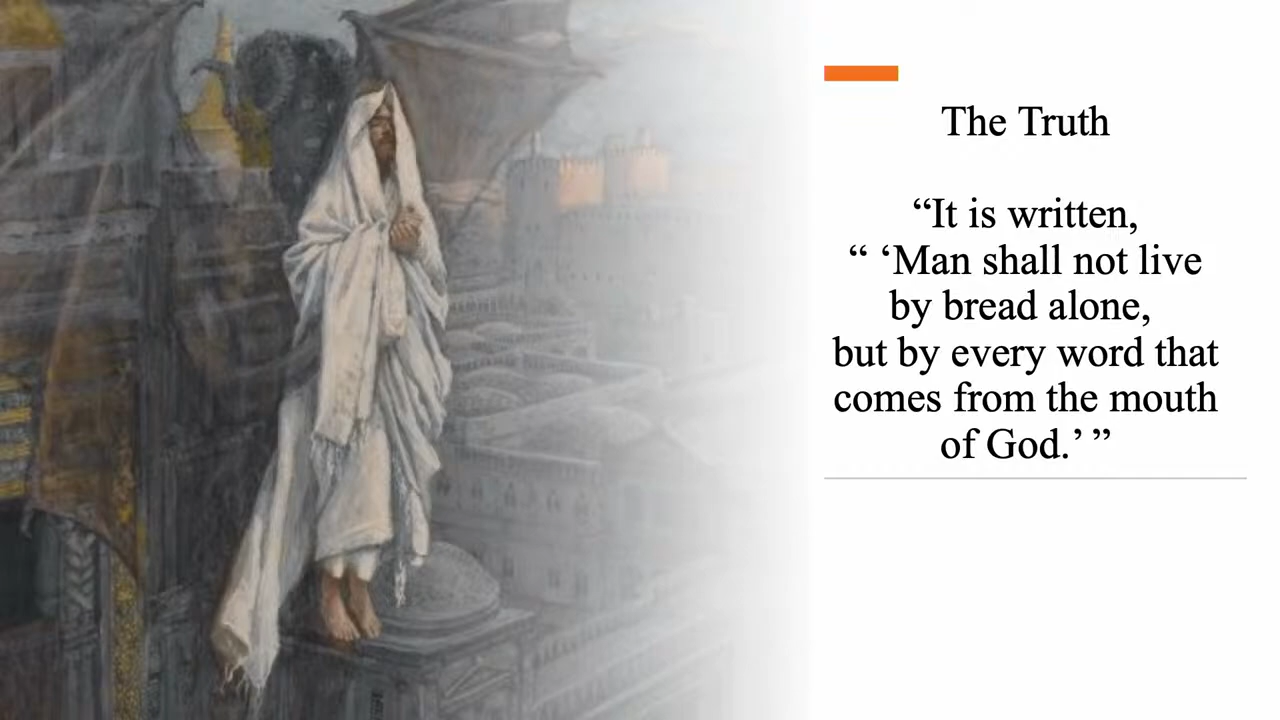 The Truth
“It is written,
“ ‘Man shall not live
by bread alone,
but by every word that
comes from the mouth
of God.’ ”